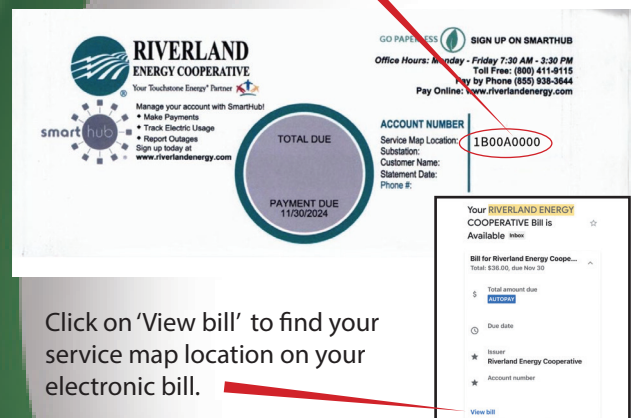 RIVERLAND
ENERGY COOPERATIVE
®
Your Touchstone Energy® Partner
smart hub
Manage your account with SmartHub!
• Make Payments
• Track Electric Usage
• Report Outages
Sign up today at
www.riverlandenergy.com
TOTAL DUE
PAYMENT DUE
11/30/2024
GO PAPERLESS
SIGN UP ON SMARTHUB
Office Hours: Monday - Friday 7:30 AM - 3:30 PM
Toll Free: (800) 411-9115
Pay by Phone (855) 938-3644
Pay Online: www.riverlandenergy.com
ACCOUNT NUMBER
Service Map Location: 1B00A0000
Substation:
Customer Name:
Statement Date:
Phone #:
Your RIVERLAND ENERGY
COOPERATIVE Bill is
Available Inbox
Bill for Riverland Energy Coope...
Total: $36.00, due Nov 30
$ Total amount due
AUTOPAY
Due date
Issuer
Riverland Energy Cooperative
Account number
View bill
Click on 'View bill' to find your
service map location on your
electronic bill.